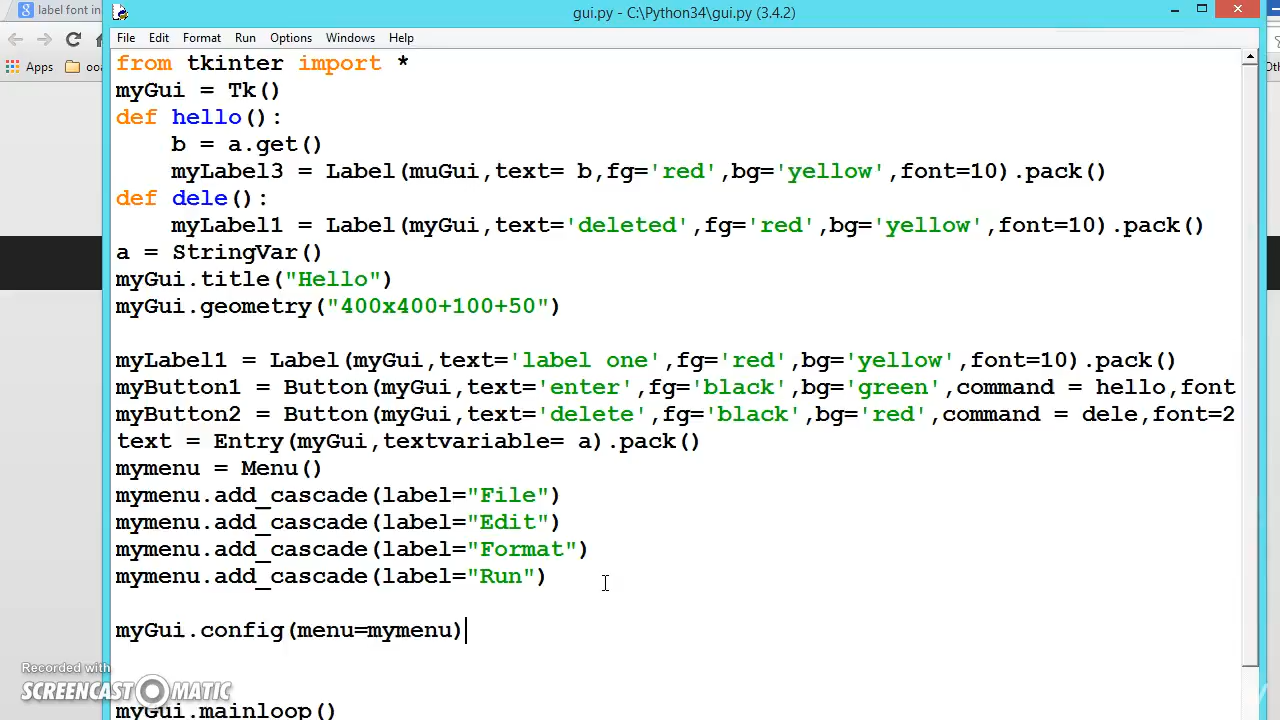 label font in
gui.py - C:\Python34\gui.py (3.4.2)
File Edit Format Run Options Windows Help
Apps
from tkinter import *
myGui = Tk()
def hello():
b = a.get()
myLabel3 = Label(muGui,text= b,fg='red',bg='yellow',font=10).pack()
def dele():
myLabel1 = Label(myGui,text='deleted',fg='red',bg='yellow',font=10).pack()
a = StringVar()
myGui.title("Hello")
myGui.geometry("400x400+100+50")
myLabel1 = Label(myGui,text='label one',fg='red',bg='yellow',font=10).pack()
myButton1 = Button(myGui,text='enter',fg='black',bg='green',command = hello,font
myButton2 = Button(myGui,text='delete',fg='black',bg='red',command = dele,font=2
text = Entry(myGui,textvariable= a).pack()
mymenu = Menu()
mymenu.add_cascade(label="File")
mymenu.add_cascade(label="Edit")
mymenu.add_cascade(label="Format")
mymenu.add_cascade(label="Run")
myGui.config(menu=mymenu)
myGui.mainloop()
Recorded with
SCREENCAST MATIC